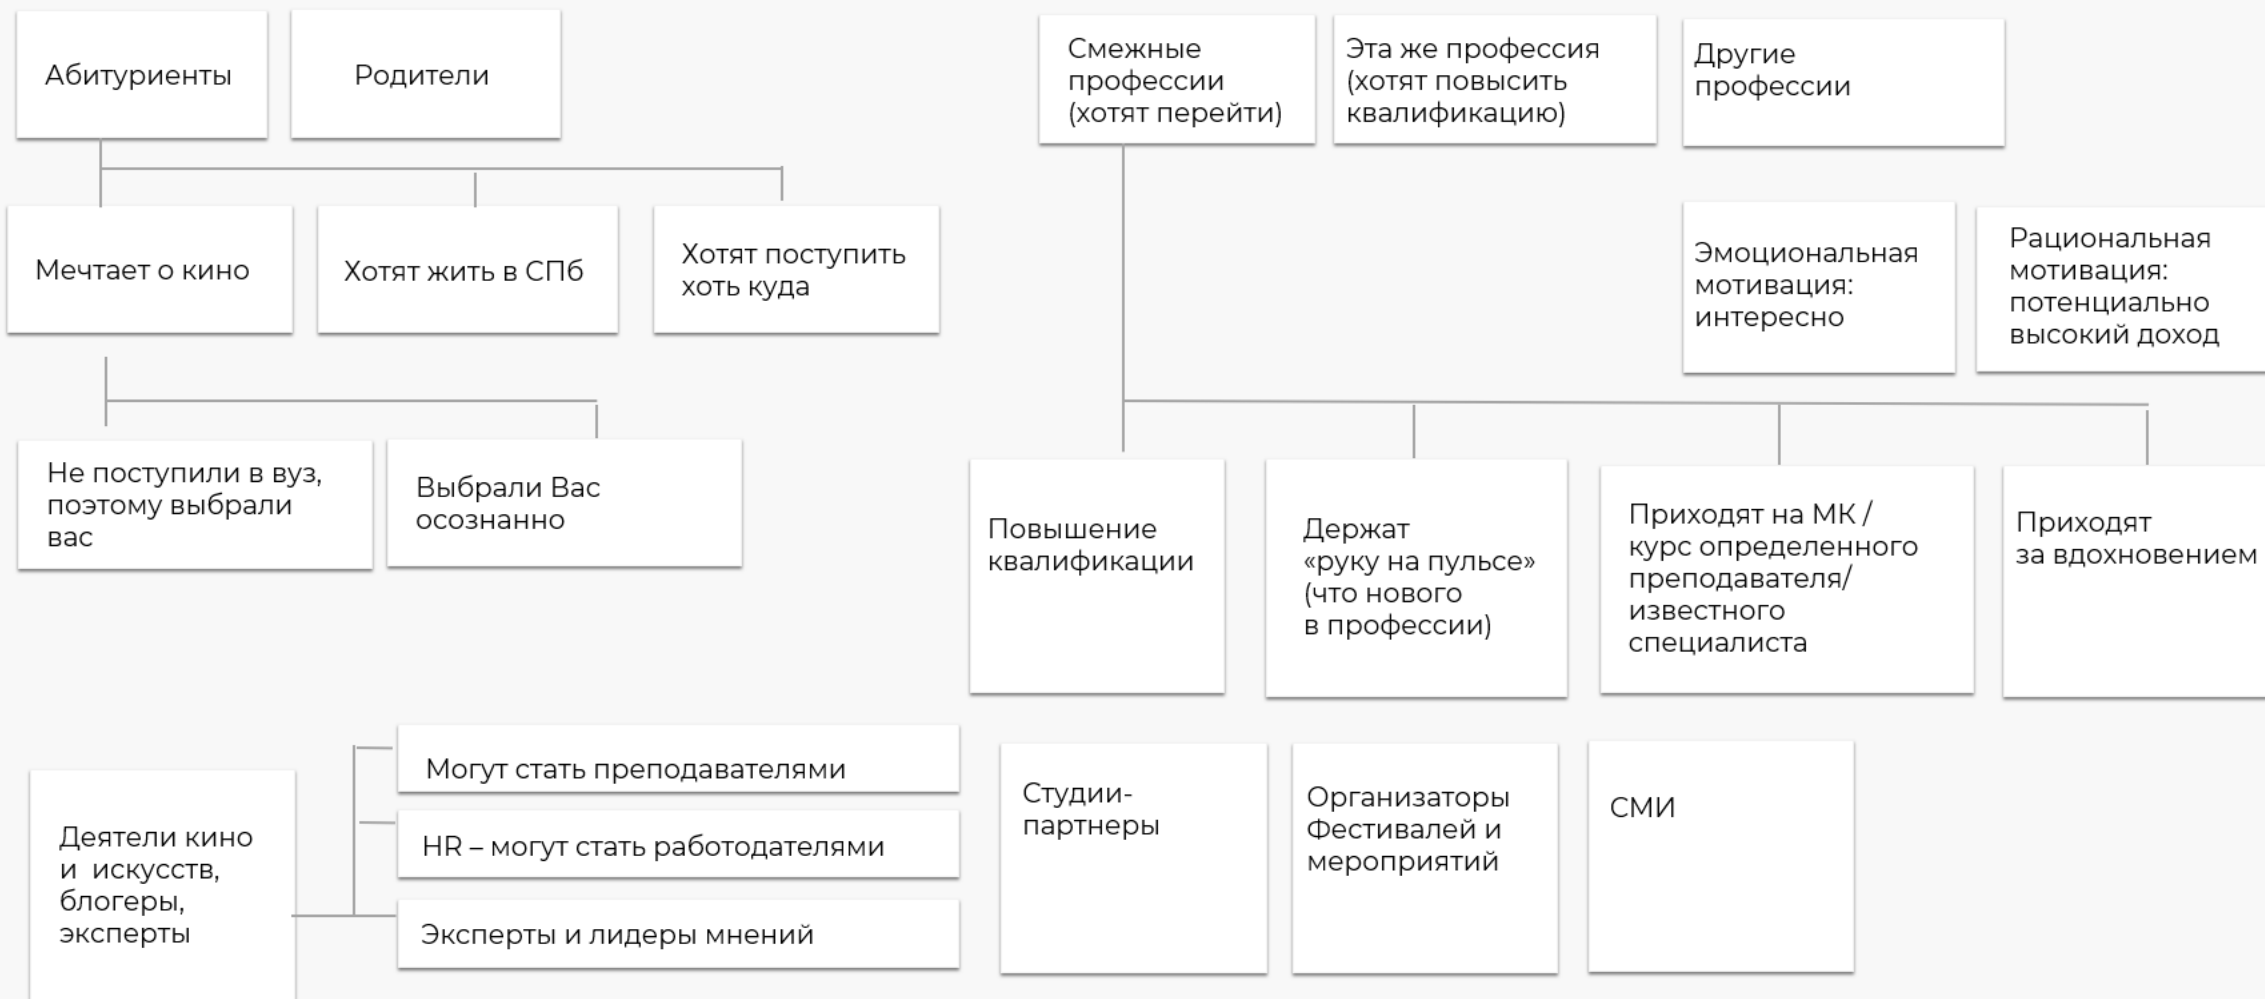 Абитуриенты
Родители
Смежные
профессии
(хотят перейти)
Эта же профессия
(хотят повысить
квалификацию)
Другие
профессии
Мечтает о кино
Хотят жить в СПб
Хотят поступить
хоть куда
Эмоциональная
мотивация:
интересно
Рациональная
мотивация:
потенциально
высокий доход
Не поступили в вуз,
поэтому выбрали
вас
Выбрали Вас
осознанно
Повышение
квалификации
Держат
«руку на пульсе»
(что нового
в профессии)
Приходят на МК /
курс определенного
преподавателя/
известного
специалиста
Приходят
за вдохновением
Деятели кино
и искусств,
блогеры,
эксперты
Могут стать преподавателями
HR – могут стать работодателями
Эксперты и лидеры мнений
Студии-
партнеры
Организаторы
Фестивалей и
мероприятий
СМИ